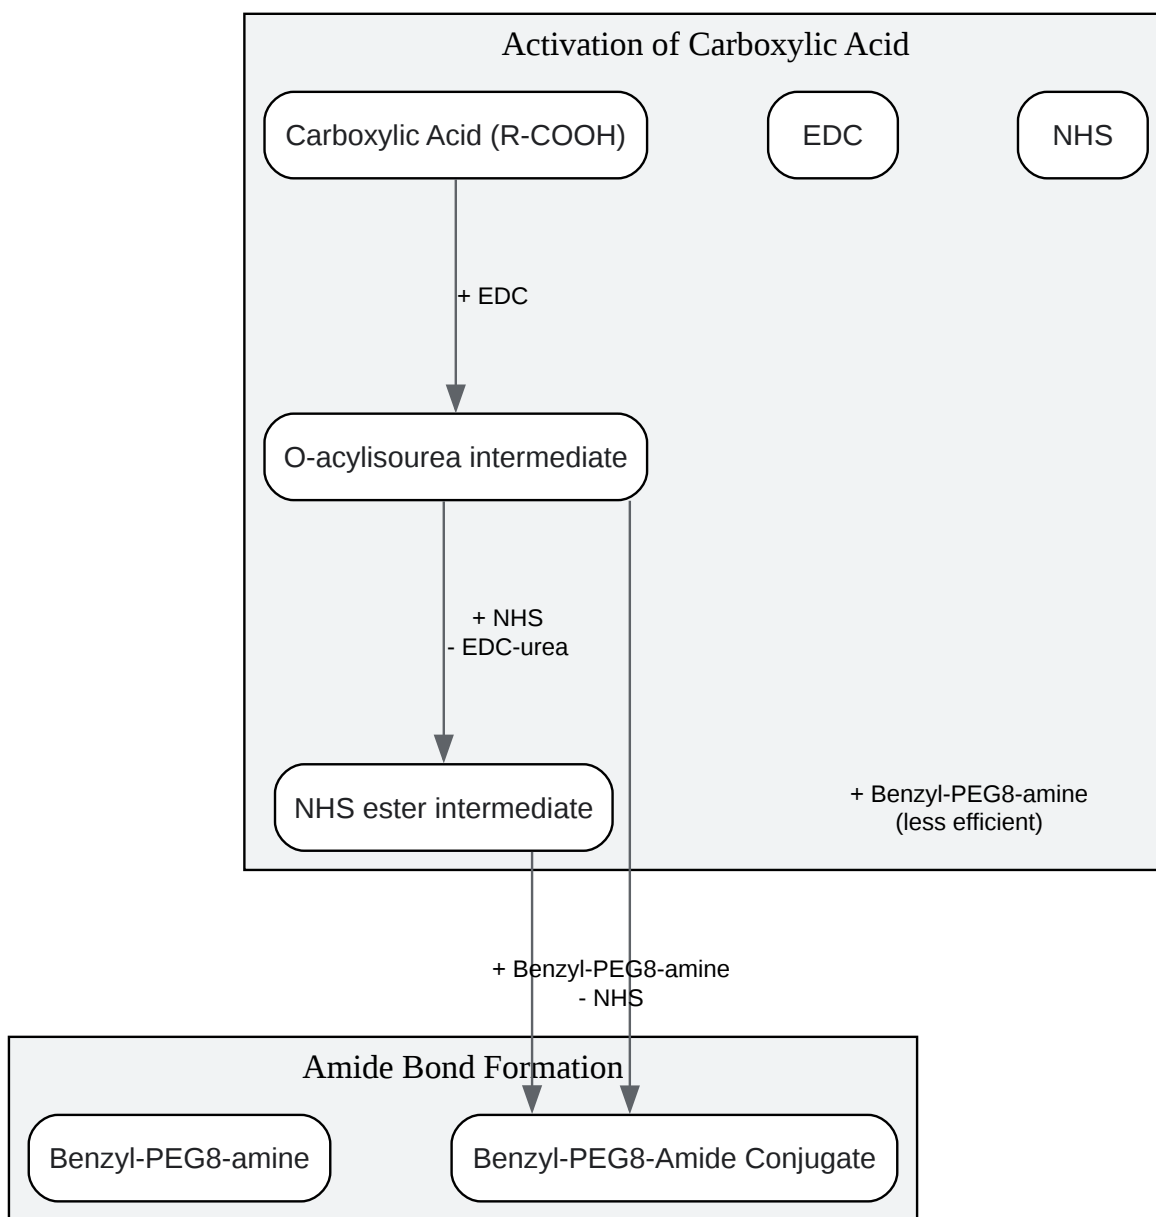 Activation of Carboxylic Acid
Carboxylic Acid (R-COOH)
EDC
NHS
+ EDC
O-acylisourea intermediate
+ NHS
- EDC-urea
NHS ester intermediate
+ Benzyl-PEG8-amine
(less efficient)
+ Benzyl-PEG8-amine
- NHS
Amide Bond Formation
Benzyl-PEG8-amine
Benzyl-PEG8-Amide Conjugate